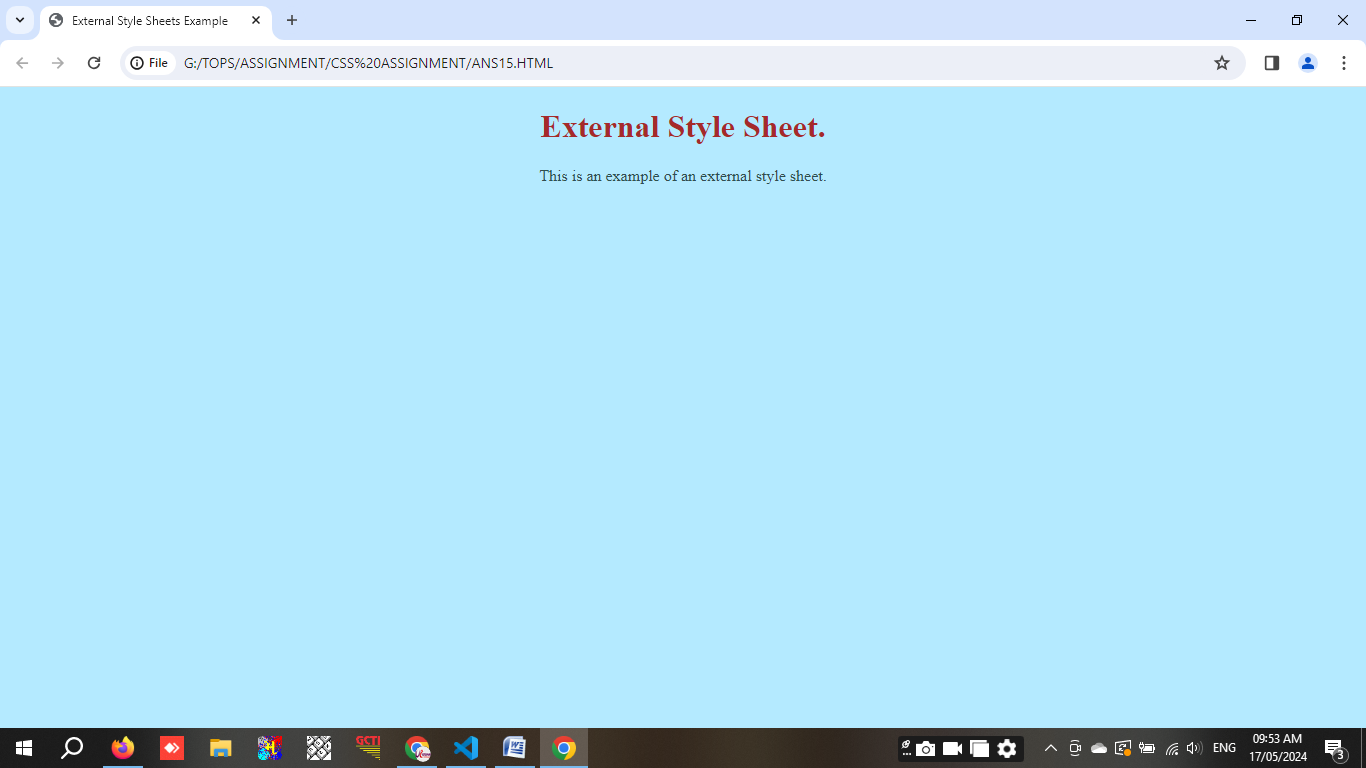 External Style Sheets Example
File G:/TOPS/ASSIGNMENT/CSS%20ASSIGNMENT/ANS15.HTML
External Style Sheet.
This is an example of an external style sheet.
GCTI
W
ENG
09:53 AM
17/05/2024
3